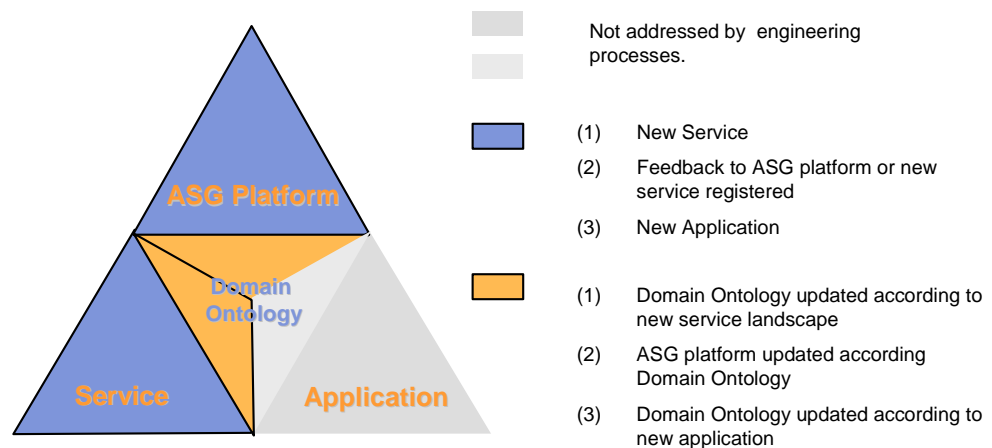 ASG Platform
Domain
Ontology
Service
Application
Not addressed by engineering
processes.
(1) New Service
(2) Feedback to ASG platform or new
service registered
(3) New Application
(1) Domain Ontology updated according to
new service landscape
(2) ASG platform updated according
Domain Ontology
(3) Domain Ontology updated according to
new application